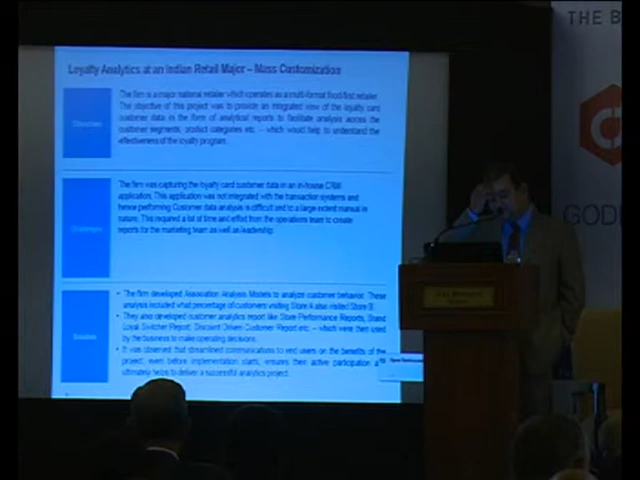 THE B
Loyalty Analytics at an Indian Retail Major – Mass Customization
Objective
The firm is a major national retailer which operates as a multi-format food-first retailer.
The objective of this project was to provide an integrated view of the loyalty card
customer data in the form of analytical reports to facilitate analysis across the
customer segments, product categories etc. – which would help to understand the
effectiveness of the loyalty program.
Challenges
The firm was capturing the loyalty card customer data in an in-house CRM
application. This application was not integrated with the transaction systems and
hence performing Customer data analysis is difficult and to a large extent manual in
nature. This required a lot of time and effort from the operations team to create
reports for the marketing team as well as leadership.
GOD
Solution
• The firm developed Association Analysis Models to analyze customer behavior. These
analysis included what percentage of customers visiting Store A also visited Store B.
• They also developed customer analytics report like Store Performance Reports, Brand
Loyal/Switcher Report, Discount Driven Customer Report etc. – which were then used
by the business to make operating decisions.
• It was observed that streamlined communications to end users on the benefits of the
project, even before implementation starts, ensures their active participation
ultimately helps to deliver a successful analytics project.